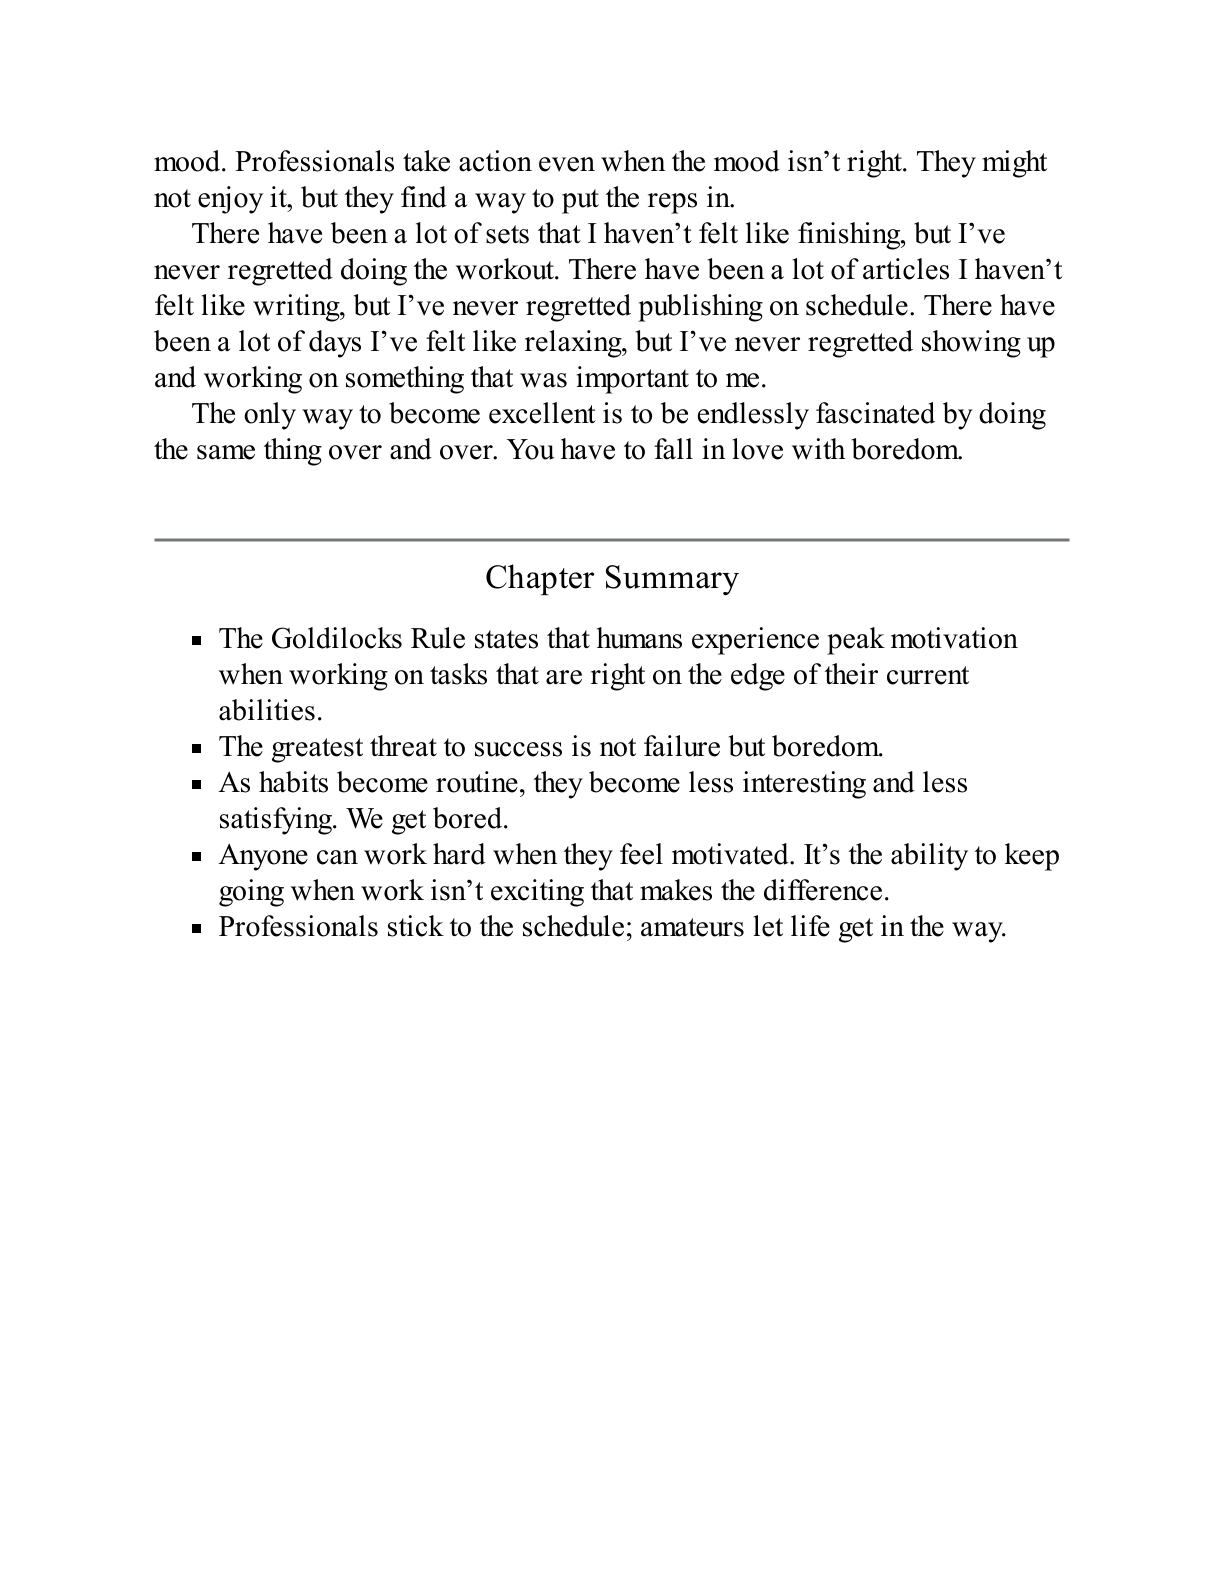 mood. Professionals take action even when the mood isn’t right. They might
not enjoy it, but they find a way to put the reps in.
There have been a lot of sets that I haven’t felt like finishing, but I’ve
never regretted doing the workout. There have been a lot of articles I haven’t
felt like writing, but I’ve never regretted publishing on schedule. There have
been a lot of days I’ve felt like relaxing, but I’ve never regretted showing up
and working on something that was important to me.
The only way to become excellent is to be endlessly fascinated by doing
the same thing over and over. You have to fall in love with boredom.
Chapter Summary
▪ The Goldilocks Rule states that humans experience peak motivation
when working on tasks that are right on the edge of their current
abilities.
▪ The greatest threat to success is not failure but boredom.
▪ As habits become routine, they become less interesting and less
satisfying. We get bored.
▪ Anyone can work hard when they feel motivated. It’s the ability to keep
going when work isn’t exciting that makes the difference.
▪ Professionals stick to the schedule; amateurs let life get in the way.